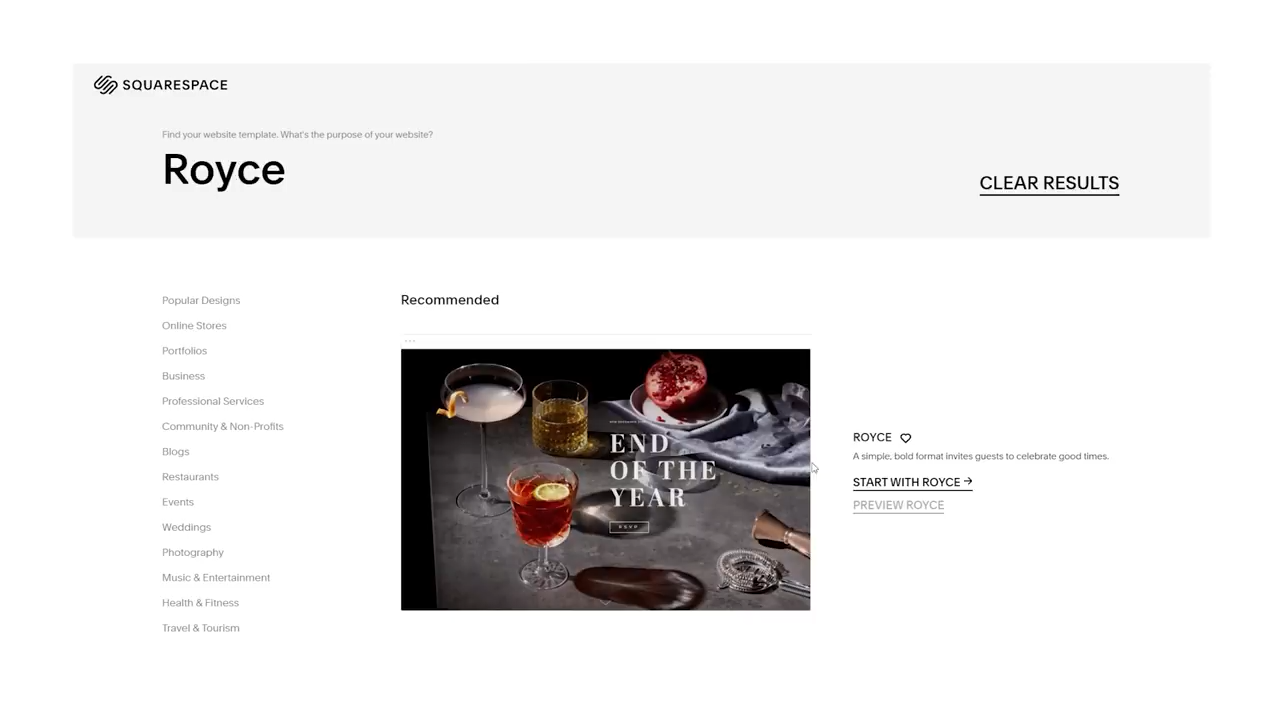 SQUARESPACE
Find your website template. What's the purpose of your website?
Royce
CLEAR RESULTS
Popular Designs
Online Stores
Portfolios
Business
Professional Services
Community & Non-Profits
Blogs
Restaurants
Events
Weddings
Photography
Music & Entertainment
Health & Fitness
Travel & Tourism
Recommended
...
END
OF THE
YEAR
RSVP
ROYCE
A simple, bold format invites guests to celebrate good times.
START WITH ROYCE →
PREVIEW ROYCE